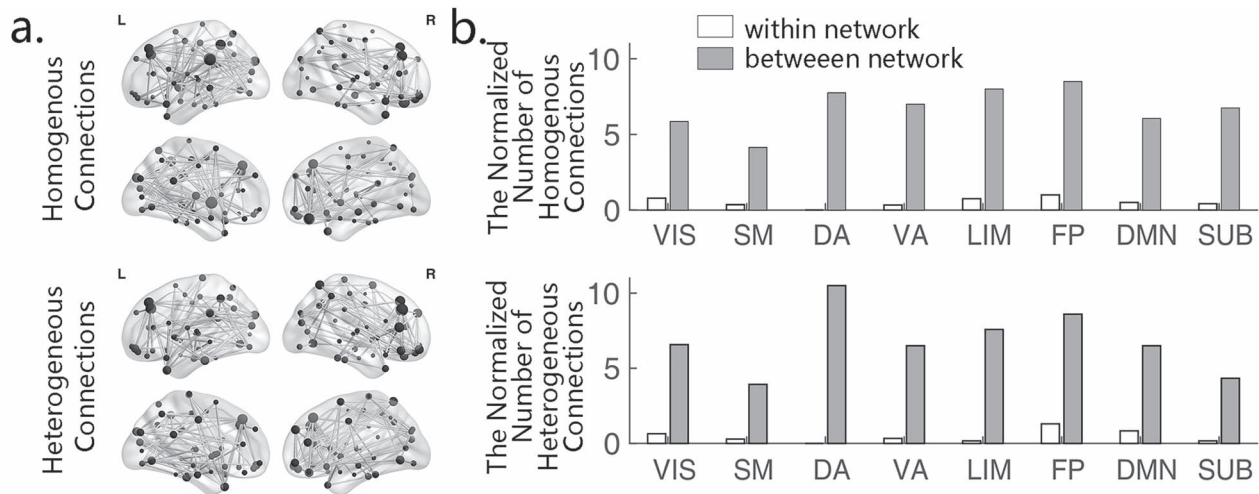 a.
L
R
Homogenous
Connections
L
R
Heterogeneous
Connections
b.
within network
betweeen network
The Normalized
Number of
Homogenous
Connections
10
5
0
VIS SM DA VA LIM FP DMN SUB
The Normalized
Number of
Heterogeneous
Connections
10
5
0
VIS SM DA VA LIM FP DMN SUB